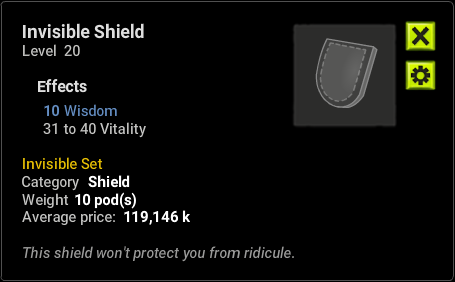 Invisible Shield
Level 20
Effects
10 Wisdom
31 to 40 Vitality
Invisible Set
Category Shield
Weight 10 pod(s)
Average price: 119,146 k
This shield won't protect you from ridicule.